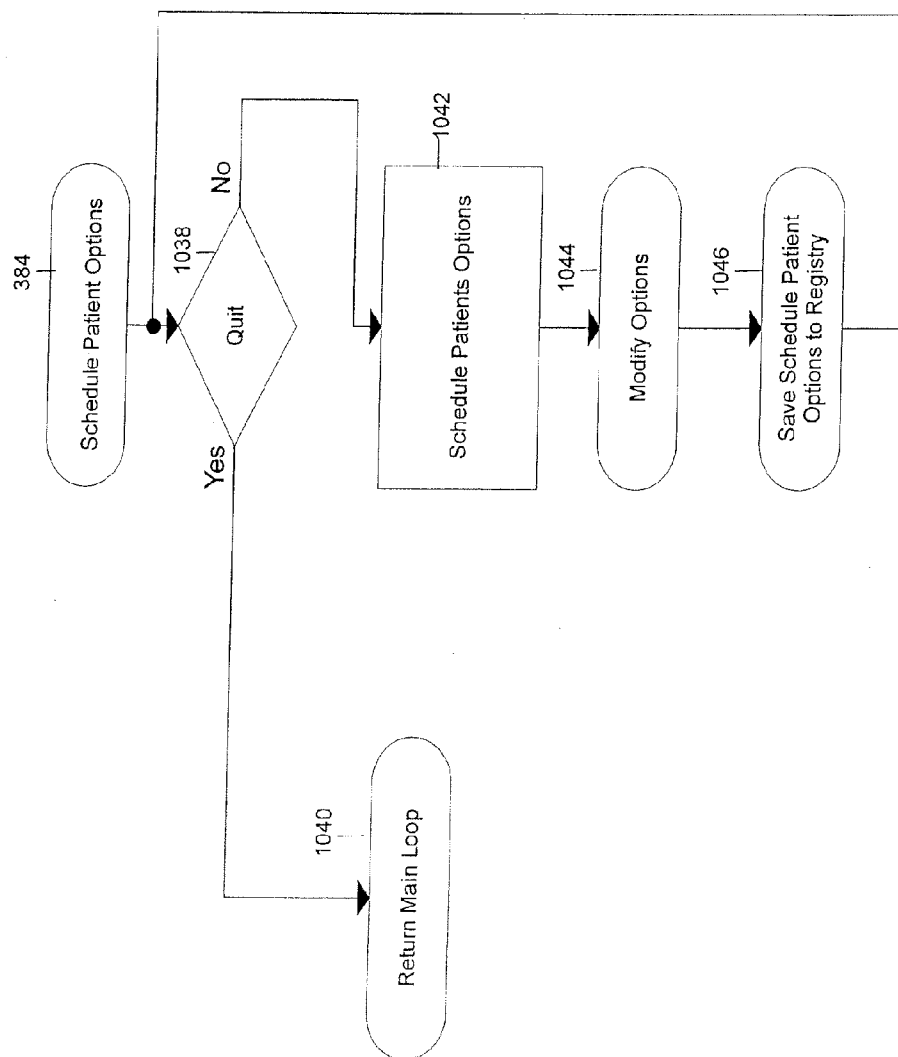 384
Schedule Patient Options
1038
Quit
Yes
No
1040
Return Main Loop
1042
Schedule Patients Options
1044
Modify Options
1046
Save Schedule Patient
Options to Registry